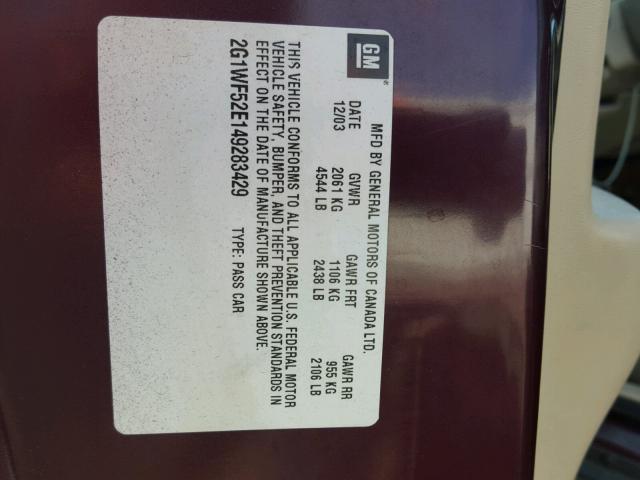 GM
MFD BY GENERAL MOTORS OF CANADA LTD.
DATE GVWR GAWR FRT GAWR RR
12/03 2061 KG 1106 KG 955 KG
4544 LB 2438 LB 2106 LB
THIS VEHICLE CONFORMS TO ALL APPLICABLE U.S. FEDERAL MOTOR
VEHICLE SAFETY, BUMPER, AND THEFT PREVENTION STANDARDS IN
EFFECT ON THE DATE OF MANUFACTURE SHOWN ABOVE.
2G1WF52E149283429 TYPE: PASS CAR